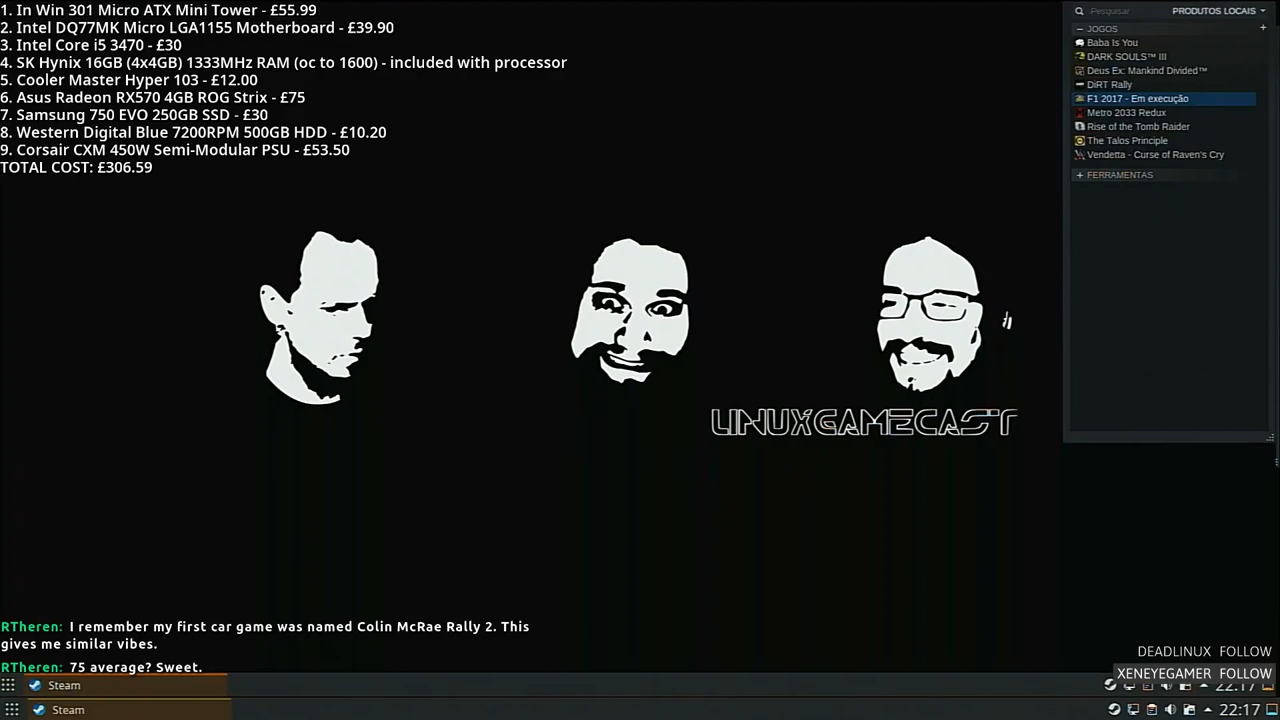 1. In Win 301 Micro ATX Mini Tower - £55.99
2. Intel DQ77MK Micro LGA1155 Motherboard - £39.90
3. Intel Core i5 3470 - £30
4. SK Hynix 16GB (4x4GB) 1333MHz RAM (oc to 1600) - included with processor
5. Cooler Master Hyper 103 - £12.00
6. Asus Radeon RX570 4GB ROG Strix - £75
7. Samsung 750 EVO 250GB SSD - £30
8. Western Digital Blue 7200RPM 500GB HDD - £10.20
9. Corsair CXM 450W Semi-Modular PSU - £53.50
TOTAL COST: £306.59
Pesquisar PRODUTOS LOCAIS
– JOGOS +
Baba Is You
DARK SOULS™ III
Deus Ex: Mankind Divided™
DiRT Rally
F1 2017 - Em execução
Metro 2033 Redux
Rise of the Tomb Raider
The Talos Principle
Vendetta - Curse of Raven's Cry
+ FERRAMENTAS
LINUXGAMECAST
RTheren: I remember my first car game was named Colin McRae Rally 2. This
gives me similar vibes.
RTheren: 75 average? Sweet.
DEADLINUX FOLLOW
XENEYEGAMER FOLLOW
Steam 22:17
Steam 22:17